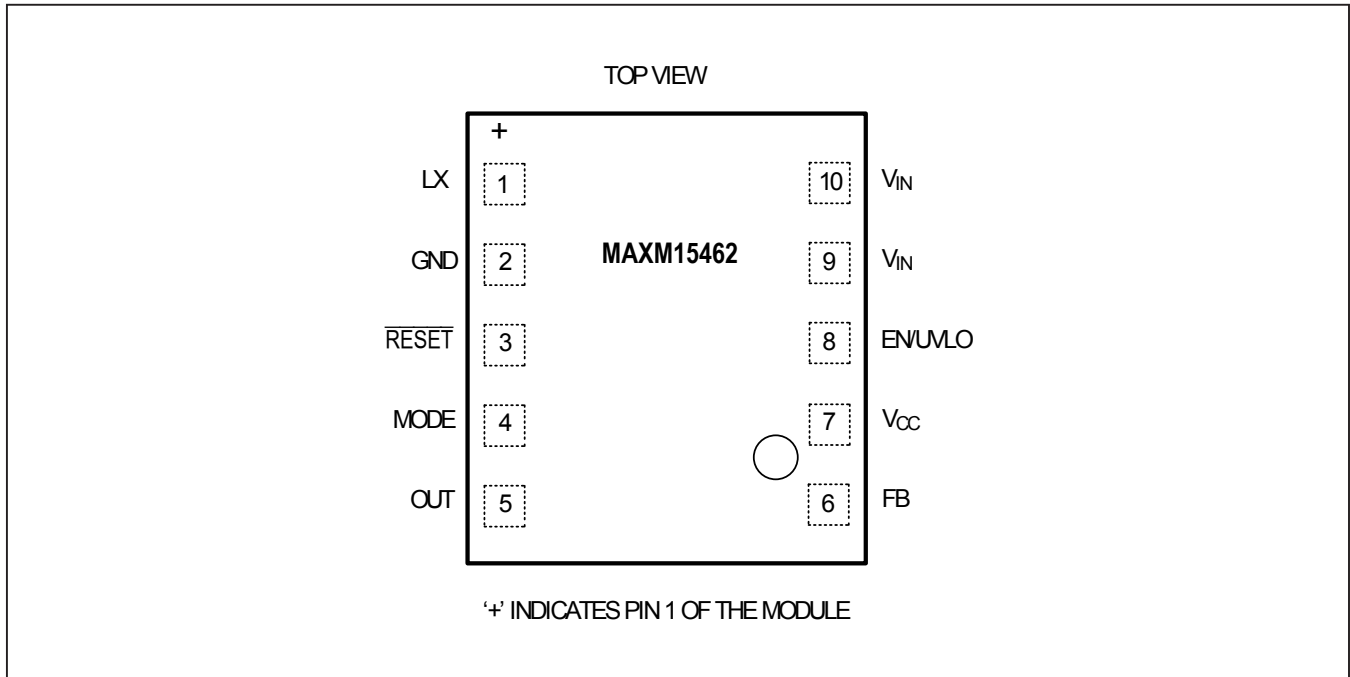 TOP VIEW
+
LX 1 10 VIN
GND 2 MAXM15462 9 VIN
RESET 3 8 EN/UVLO
MODE 4 7 VCC
OUT 5 6 FB
‘+’ INDICATES PIN 1 OF THE MODULE